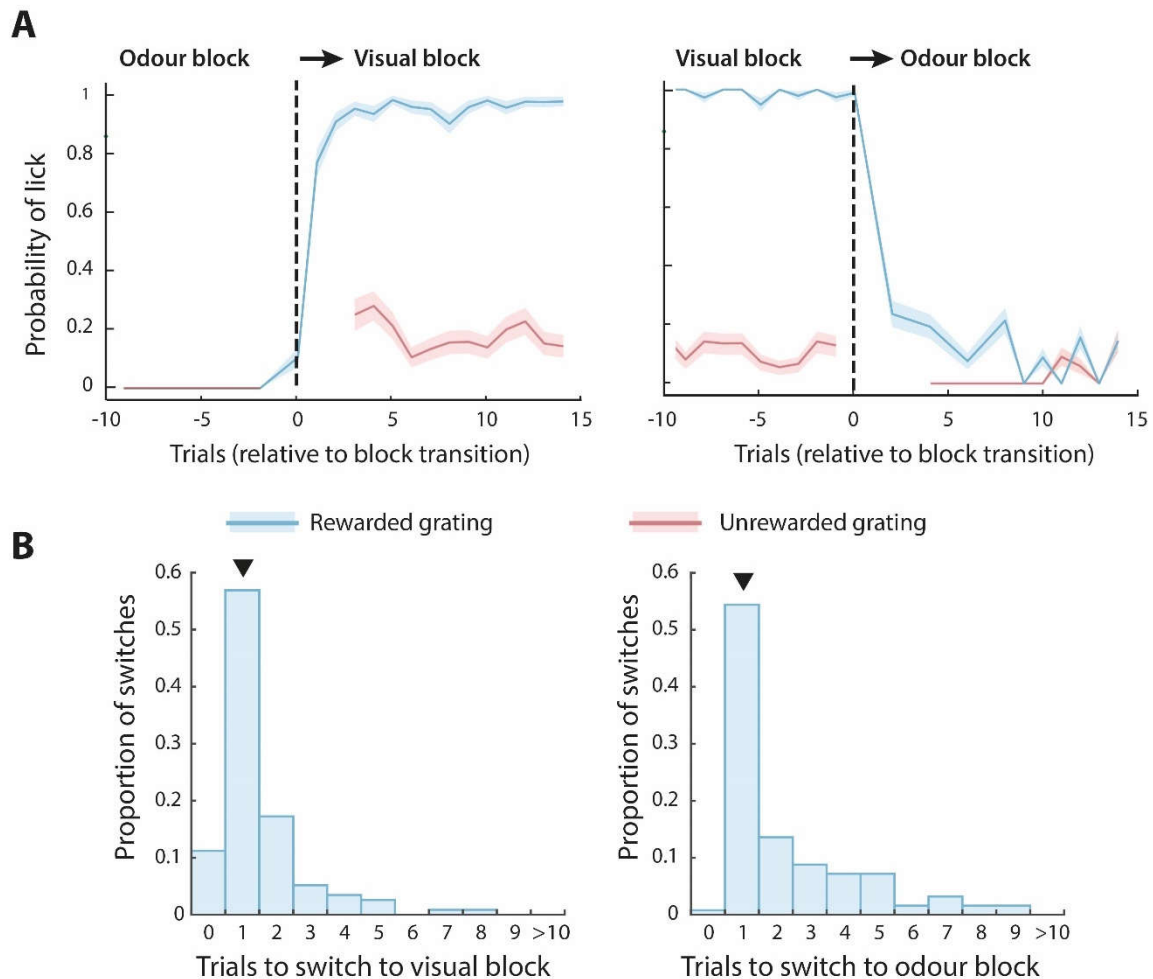 A
Odour block → Visual block
Visual block → Odour block
Probability of lick
1
0.8
0.6
0.4
0.2
0
-10 -5 0 5 10 15
-10 -5 0 5 10 15
Trials (relative to block transition)
Trials (relative to block transition)
Rewarded grating
Unrewarded grating
B
Proportion of switches
0.6
0.5
0.4
0.3
0.2
0.1
0
0 1 2 3 4 5 6 7 8 9 >10
Trials to switch to visual block
Proportion of switches
0.6
0.5
0.4
0.3
0.2
0.1
0
0 1 2 3 4 5 6 7 8 9 >10
Trials to switch to odour block